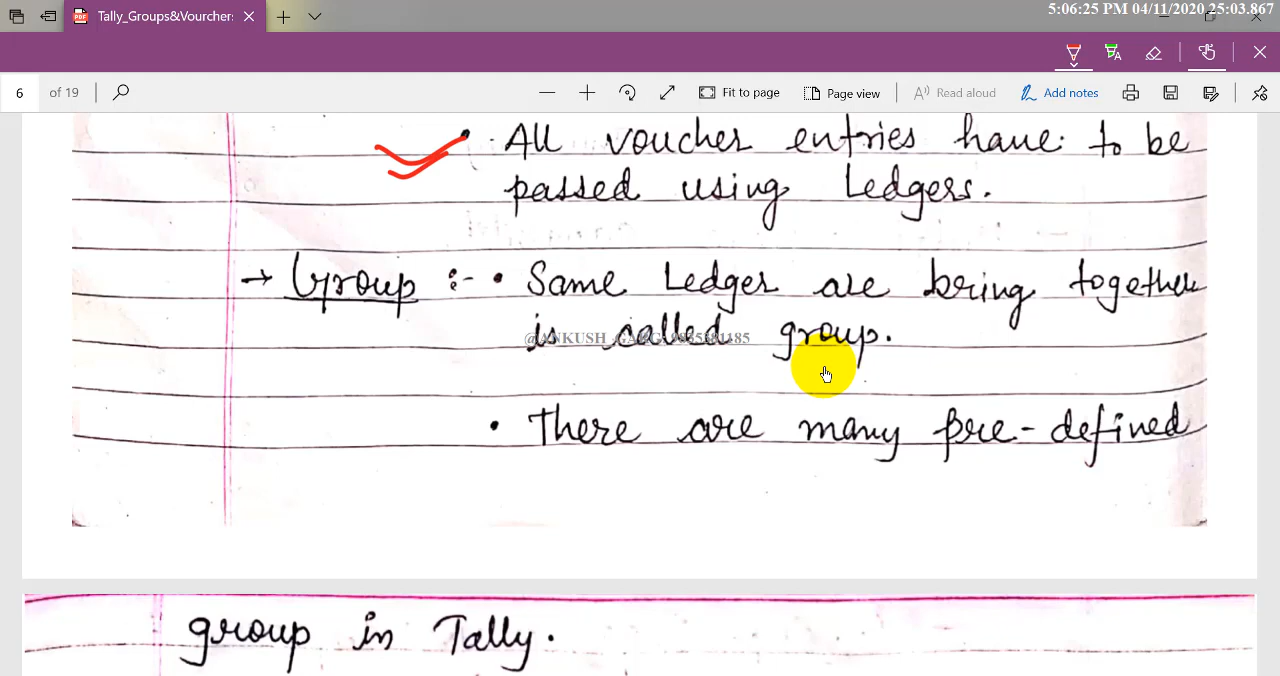 Tally_Groups&Vourcher:
5:06:25 PM 04/11/2020 25:03.867
6 of 19 Fit to page Page view Read aloud Add notes
• All voucher entries have to be
passed using Ledgers.
→ Group :- • Same Ledger are bring together
is called group.
@ANKUSH GARG
• There are many pre-defined
group in Tally.